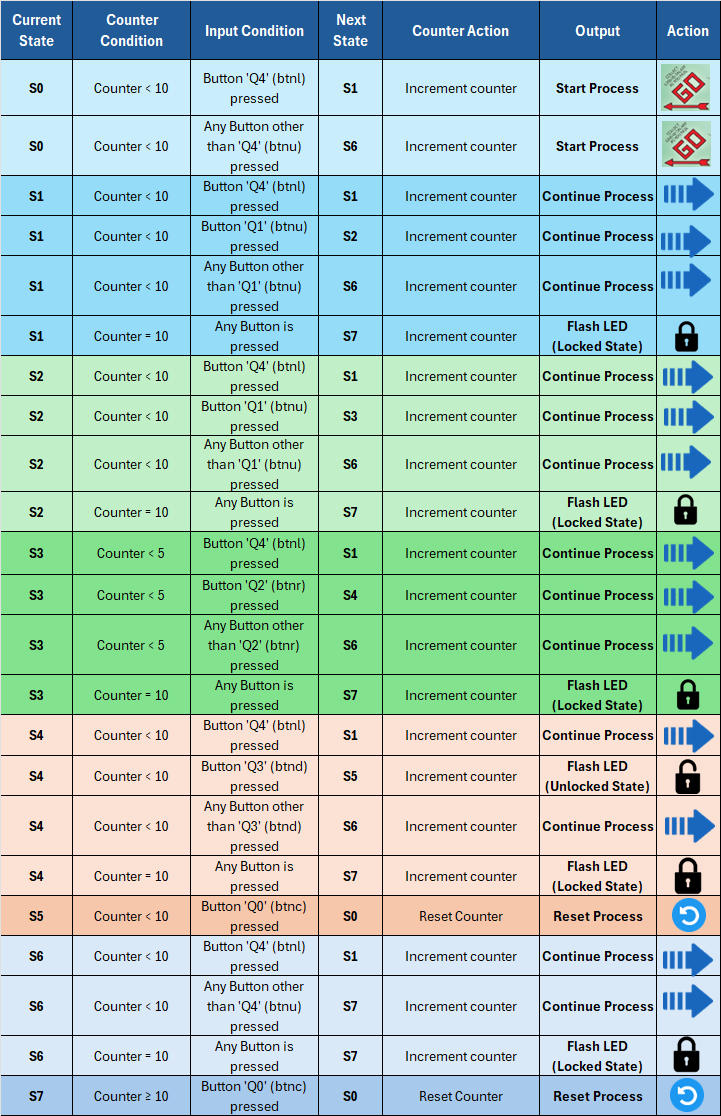 Current State | Counter Condition | Input Condition | Next State | Counter Action | Output | Action
S0 | Counter < 10 | Button 'Q4' (btnl) pressed | S1 | Increment counter | Start Process | GO
S0 | Counter < 10 | Any Button other than 'Q4' (btnu) pressed | S6 | Increment counter | Start Process | GO
S1 | Counter < 10 | Button 'Q4' (btnl) pressed | S1 | Increment counter | Continue Process
S1 | Counter < 10 | Button 'Q1' (btnu) pressed | S2 | Increment counter | Continue Process
S1 | Counter < 10 | Any Button other than 'Q1' (btnu) pressed | S6 | Increment counter | Continue Process
S1 | Counter = 10 | Any Button is pressed | S7 | Increment counter | Flash LED (Locked State)
S2 | Counter < 10 | Button 'Q4' (btnl) pressed | S1 | Increment counter | Continue Process
S2 | Counter < 10 | Button 'Q1' (btnu) pressed | S3 | Increment counter | Continue Process
S2 | Counter < 10 | Any Button other than 'Q1' (btnu) pressed | S6 | Increment counter | Continue Process
S2 | Counter = 10 | Any Button is pressed | S7 | Increment counter | Flash LED (Locked State)
S3 | Counter < 5 | Button 'Q4' (btnl) pressed | S1 | Increment counter | Continue Process
S3 | Counter < 5 | Button 'Q2' (btnr) pressed | S4 | Increment counter | Continue Process
S3 | Counter < 5 | Any Button other than 'Q2' (btnr) pressed | S6 | Increment counter | Continue Process
S3 | Counter = 10 | Any Button is pressed | S7 | Increment counter | Flash LED (Locked State)
S4 | Counter < 10 | Button 'Q4' (btnl) pressed | S1 | Increment counter | Continue Process
S4 | Counter < 10 | Button 'Q3' (btnd) pressed | S5 | Increment counter | Flash LED (Unlocked State)
S4 | Counter < 10 | Any Button other than 'Q3' (btnd) pressed | S6 | Increment counter | Continue Process
S4 | Counter = 10 | Any Button is pressed | S7 | Increment counter | Flash LED (Locked State)
S5 | Counter < 10 | Button 'Q0' (btnc) pressed | S0 | Reset Counter | Reset Process
S6 | Counter < 10 | Button 'Q4' (btnl) pressed | S1 | Increment counter | Continue Process
S6 | Counter < 10 | Any Button other than 'Q4' (btnu) pressed | S7 | Increment counter | Continue Process
S6 | Counter = 10 | Any Button is pressed | S7 | Increment counter | Flash LED (Locked State)
S7 | Counter ≥ 10 | Button 'Q0' (btnc) pressed | S0 | Reset Counter | Reset Process